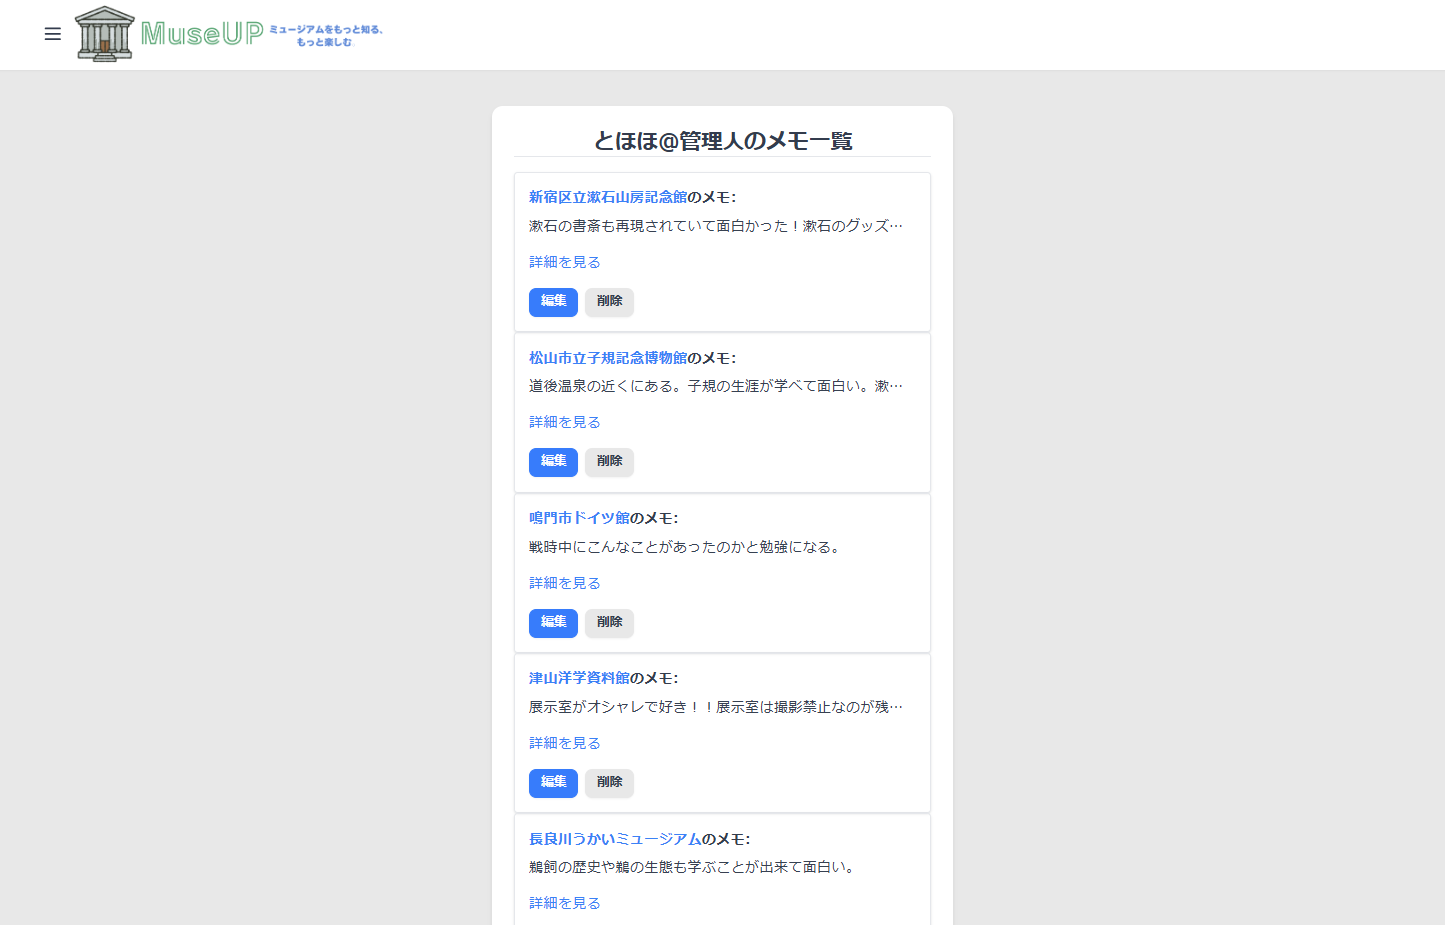 MuseUP
ミュージアムをもっと知る、
もっと楽しむ。
とほほ@管理人のメモ一覧
新宿区立漱石山房記念館のメモ:
漱石の書斎も再現されていて面白かった！漱石のグッズ…
詳細を見る
編集 削除
松山市立子規記念博物館のメモ:
道後温泉の近くにある。子規の生涯が学べて面白い。漱…
詳細を見る
編集 削除
鳴門市ドイツ館のメモ:
戦時中にこんなことがあったのかと勉強になる。
詳細を見る
編集 削除
津山洋学資料館のメモ:
展示室がオシャレで好き！！展示室は撮影禁止なのが残…
詳細を見る
編集 削除
長良川うかいミュージアムのメモ:
鵜飼の歴史や鵜の生態も学ぶことが出来て面白い。
詳細を見る